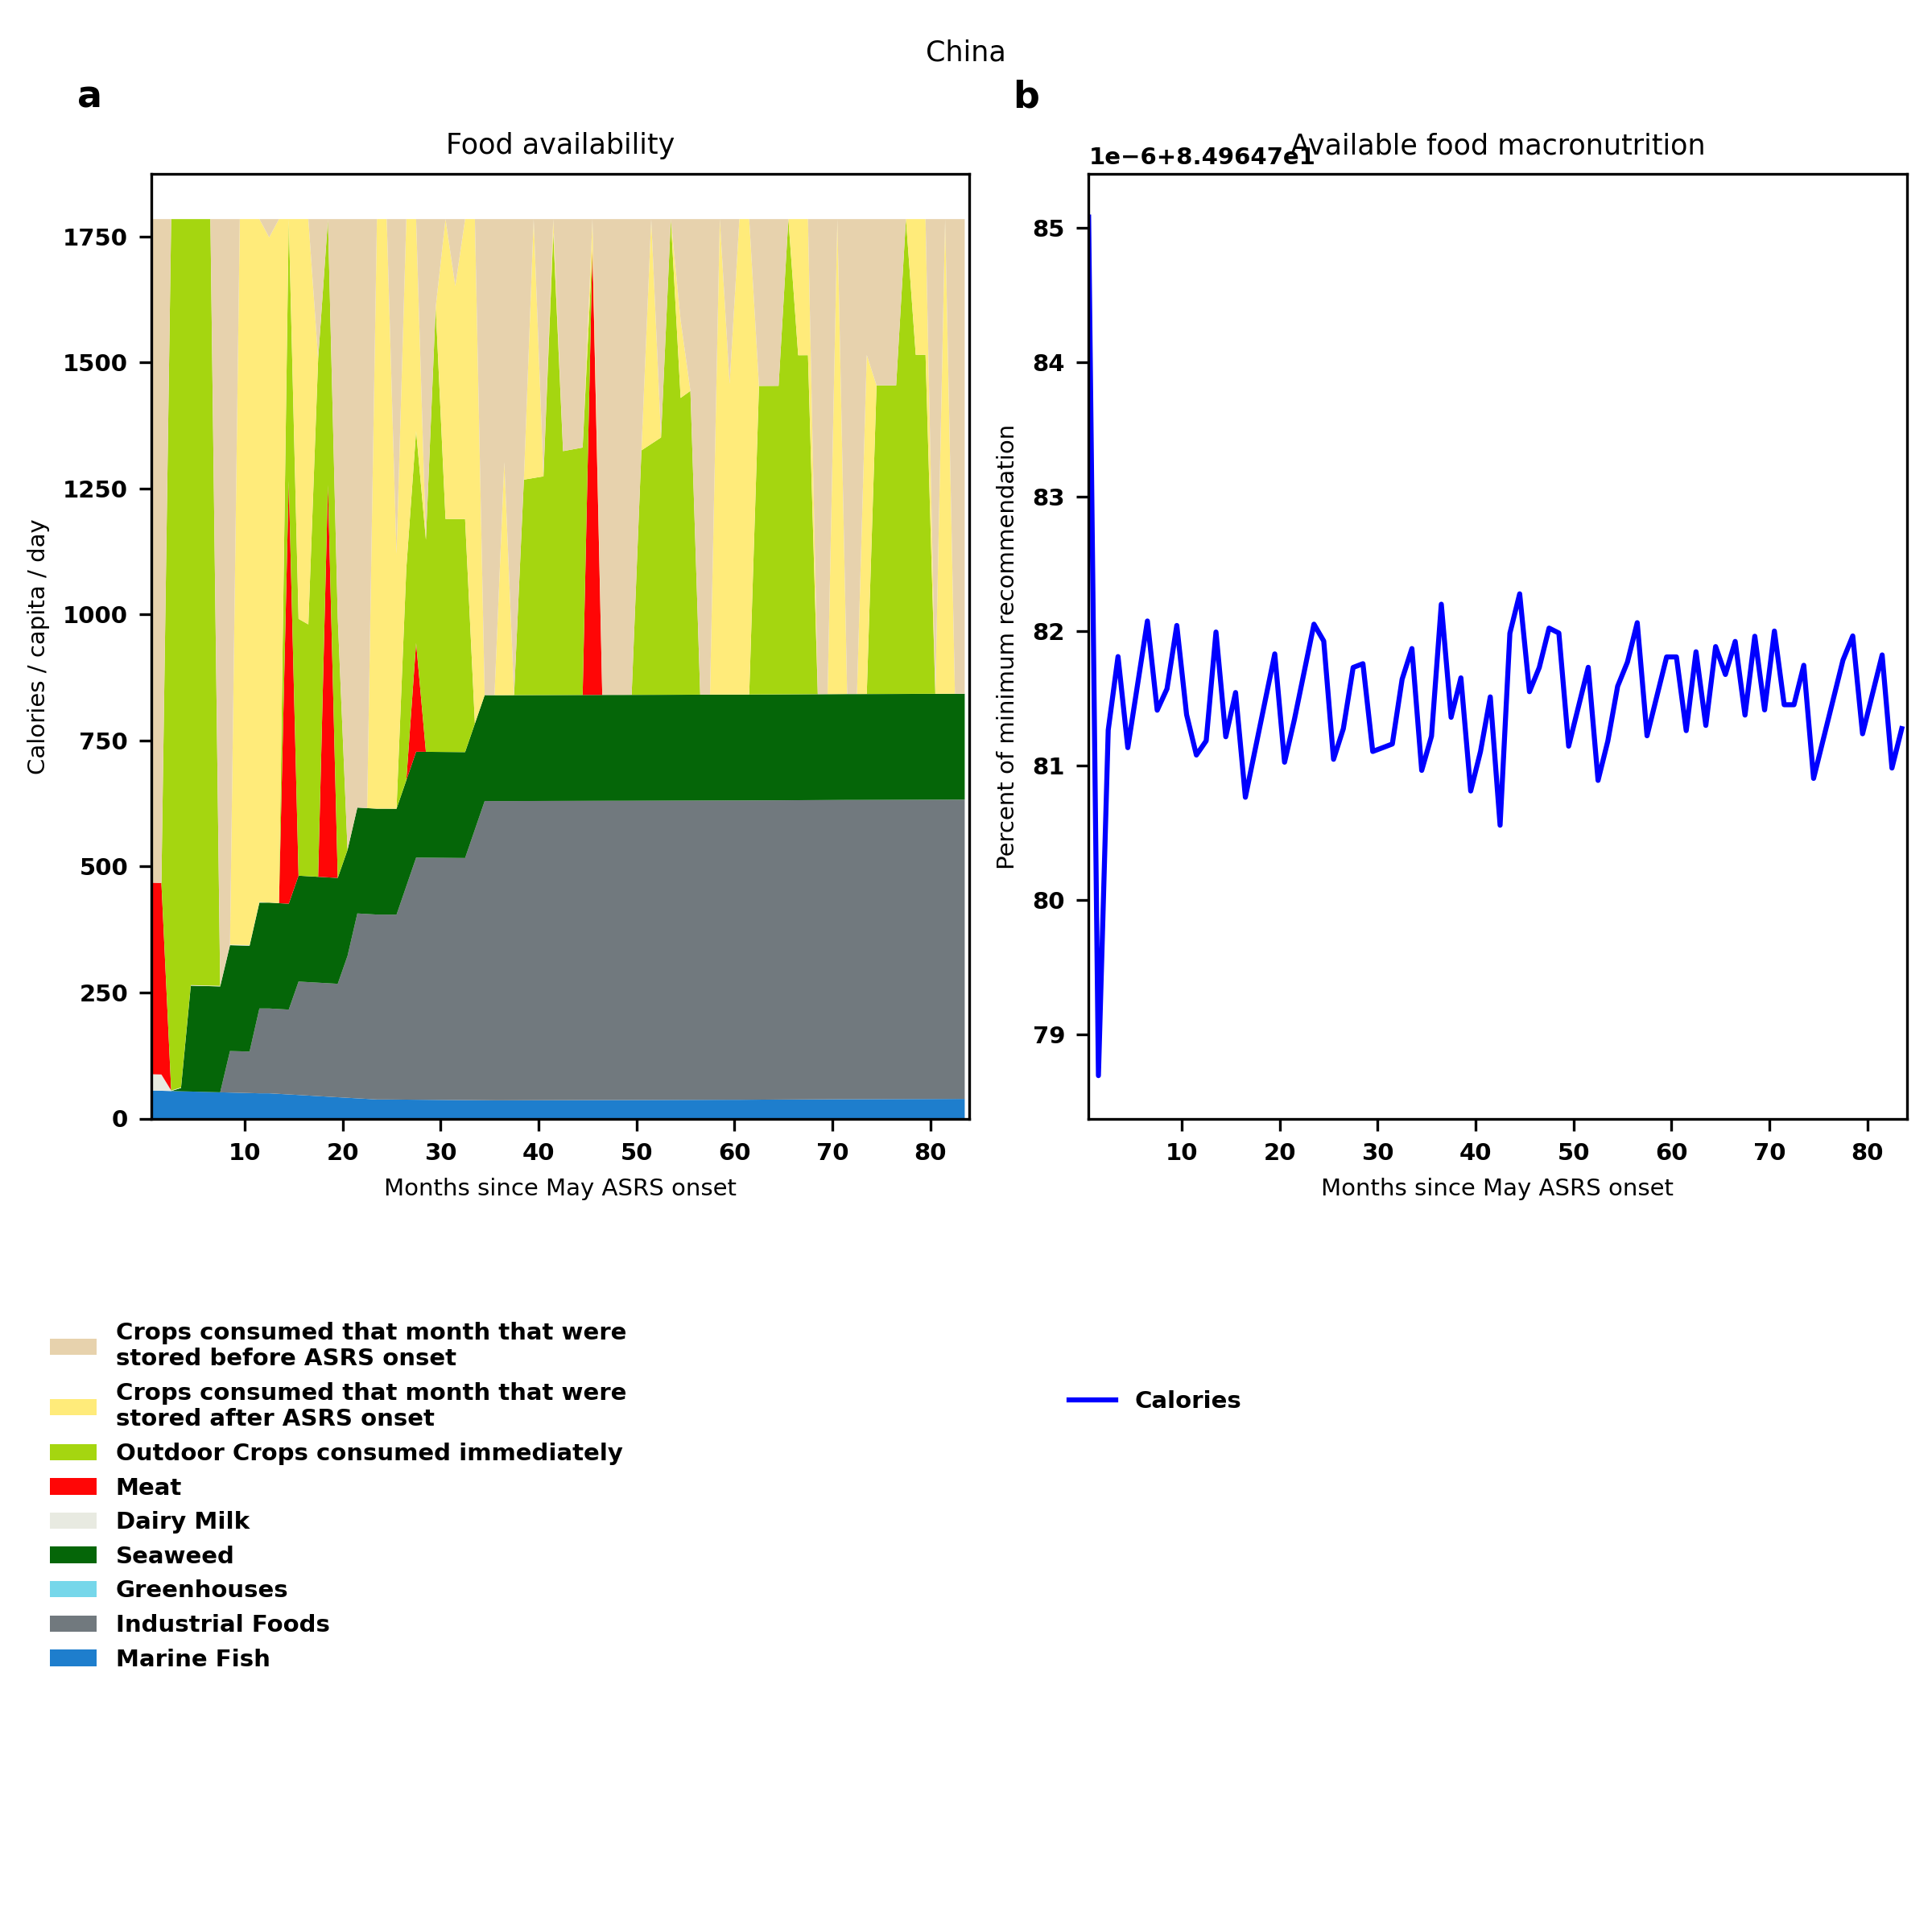 China
a
Food availability
Calories / capita / day
1750
1500
1250
1000
750
500
250
0
10 20 30 40 50 60 70 80
Months since May ASRS onset
b
Available food macronutrition
1e−6+8.49647e1
Percent of minimum recommendation
85
84
83
82
81
80
79
10 20 30 40 50 60 70 80
Months since May ASRS onset
Crops consumed that month that were
stored before ASRS onset
Crops consumed that month that were
stored after ASRS onset
Outdoor Crops consumed immediately
Meat
Dairy Milk
Seaweed
Greenhouses
Industrial Foods
Marine Fish
Calories